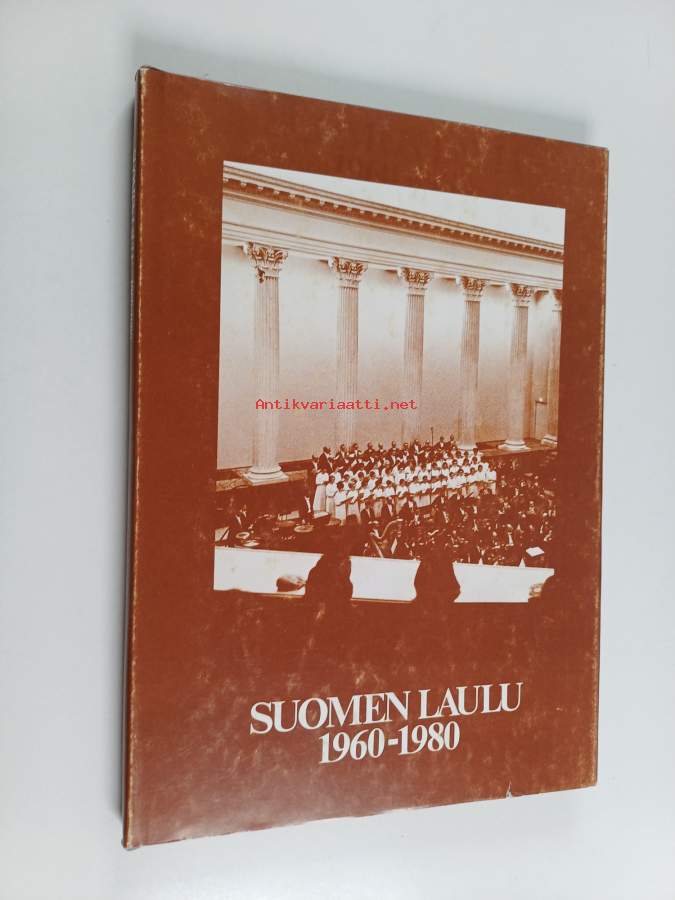 Antikvariaatti.net
SUOMEN LAULU
1960-1980